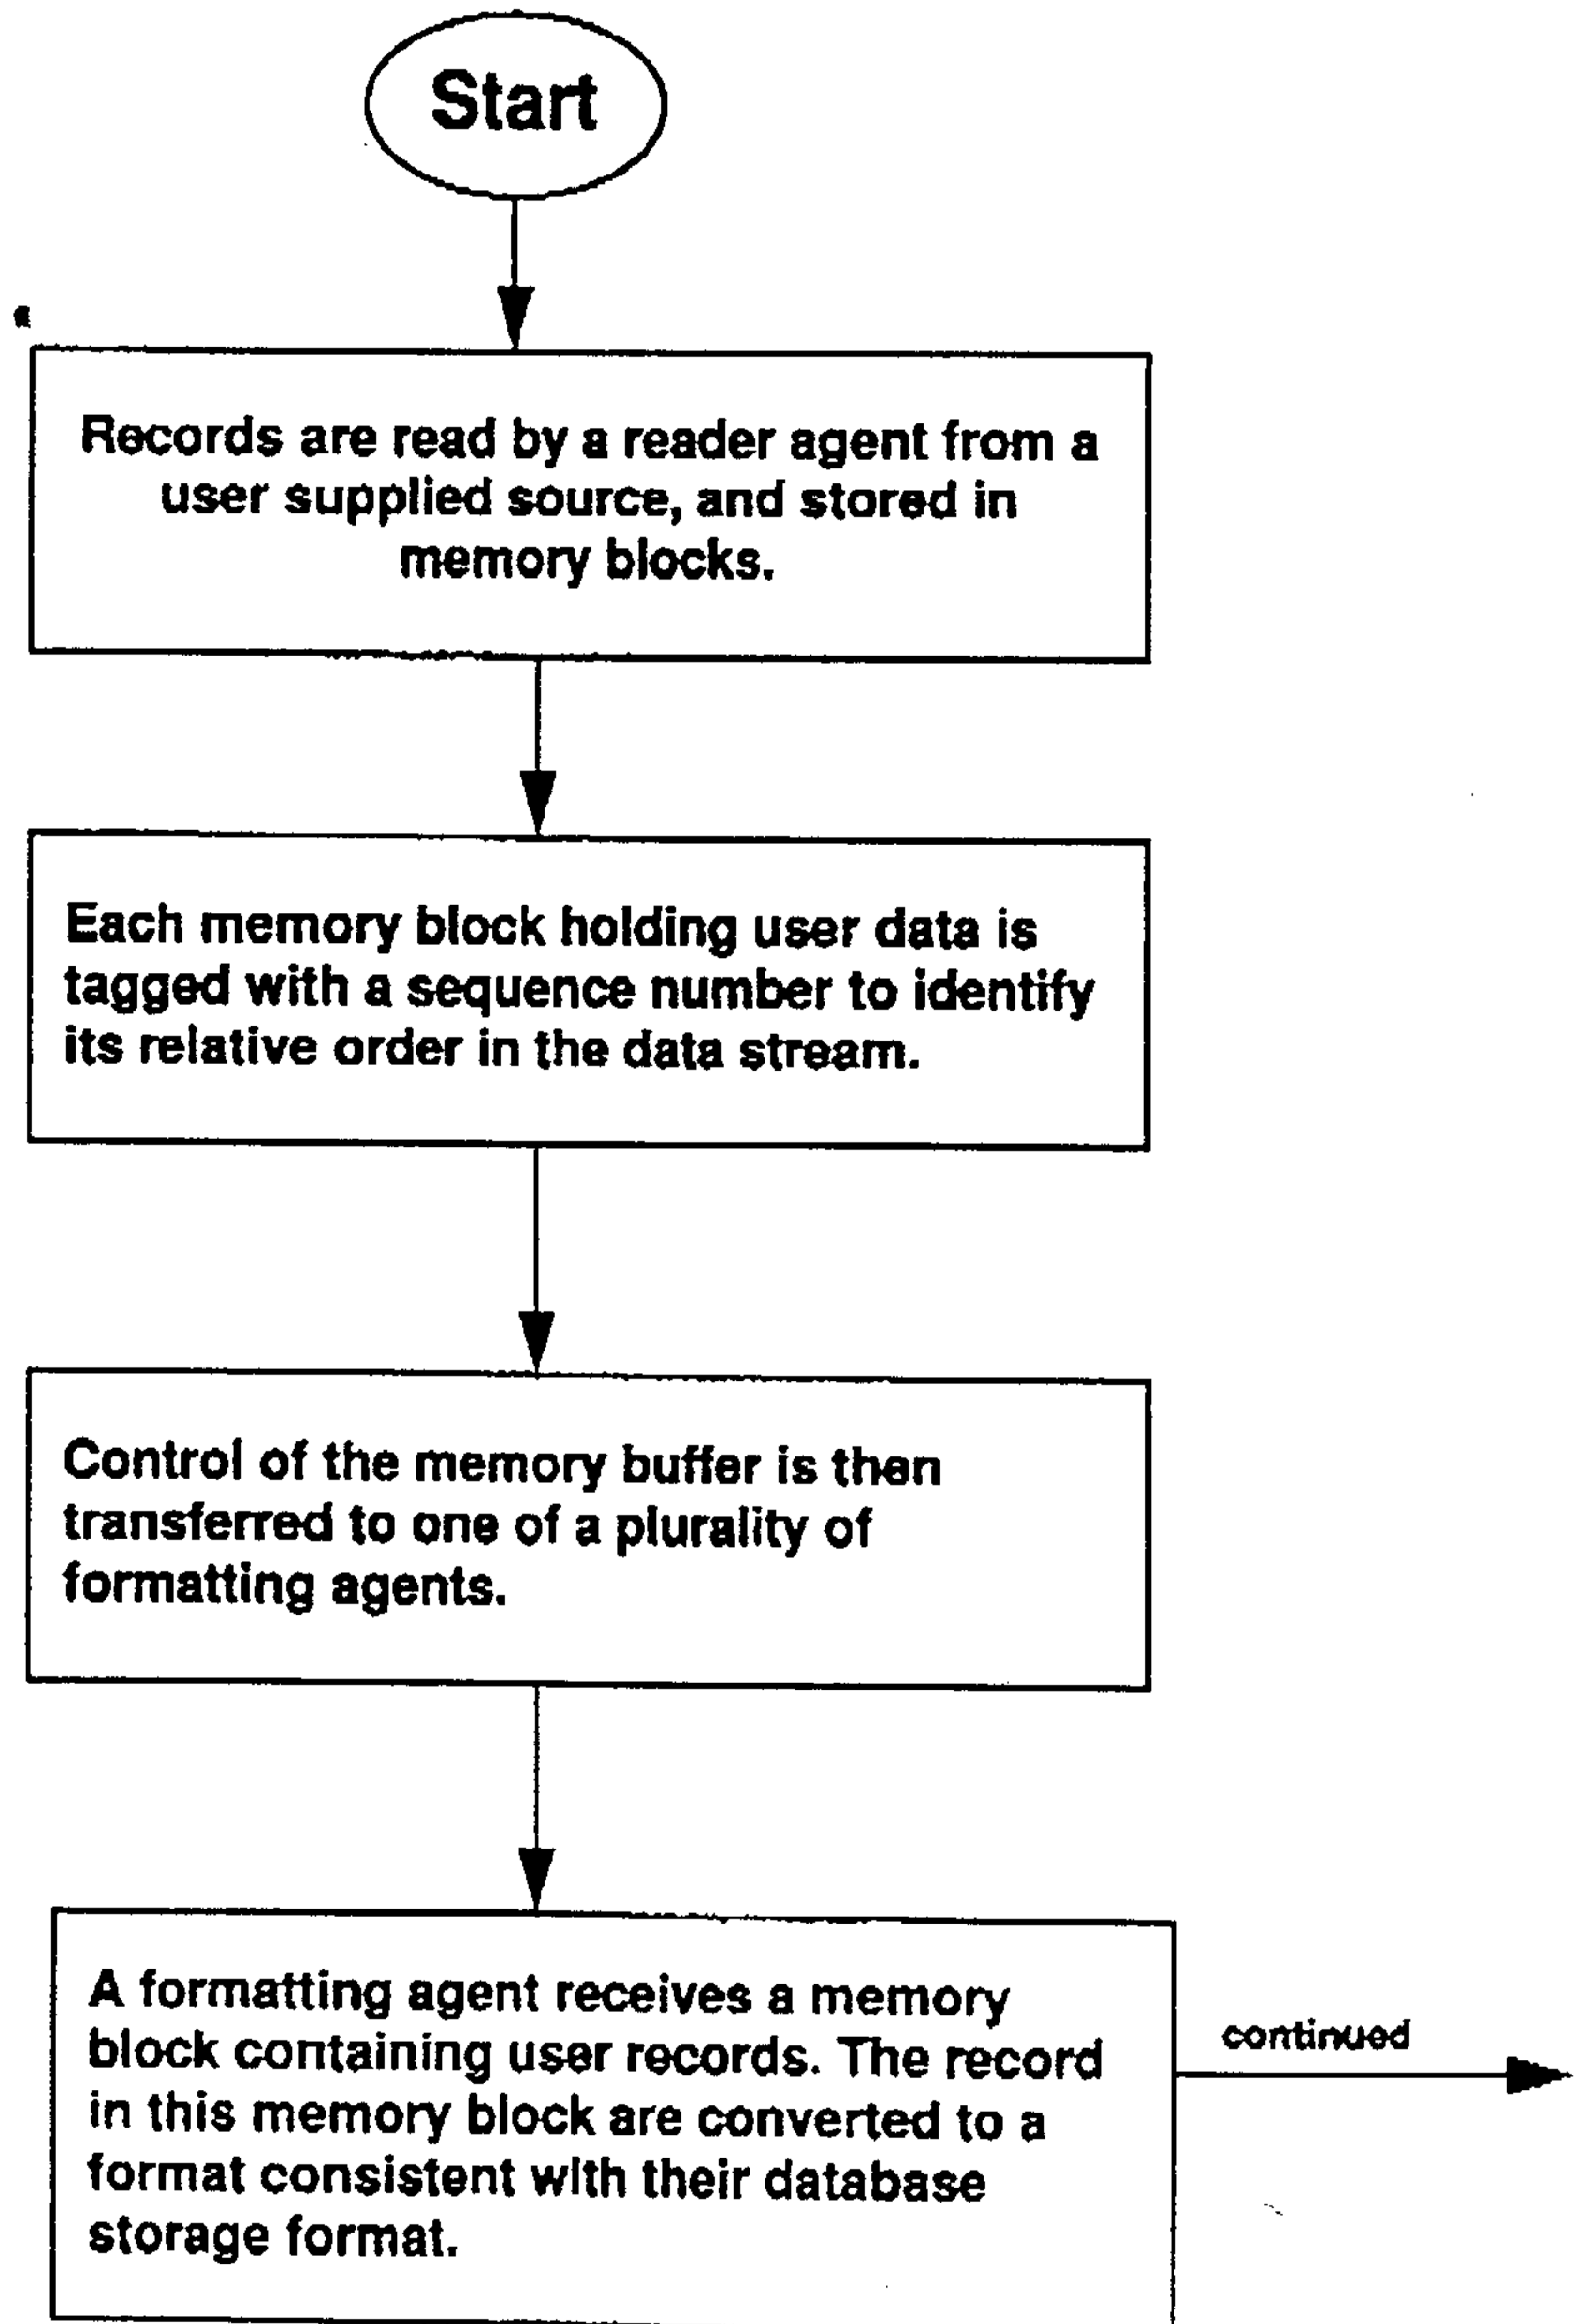 Start
Records are read by a reader agent from a
user supplied source, and stored in
memory blocks.
Each memory block holding user data is
tagged with a sequence number to identify
its relative order in the data stream.
Control of the memory buffer is then
transferred to one of a plurality of
formatting agents.
A formatting agent receives a memory
block containing user records. The record
in this memory block are converted to a
format consistent with their database
storage format.
continued